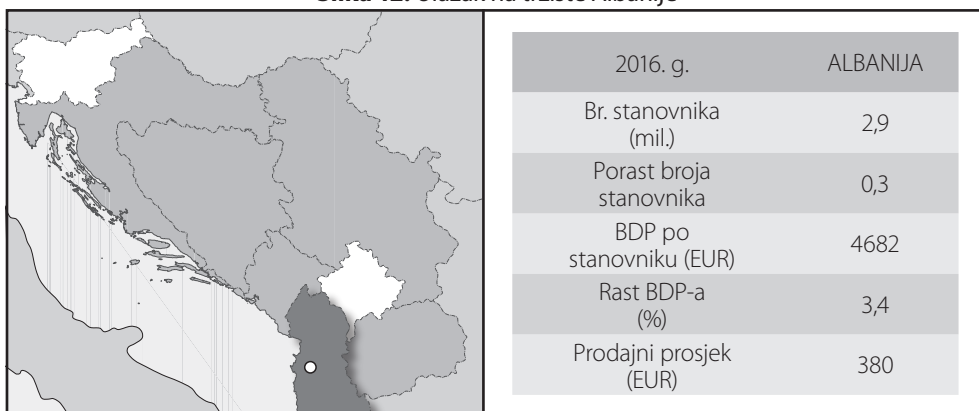 2016. g. ALBANIJA
Br. stanovnika
(mil.)
2,9
Porast broja
stanovnika
0,3
BDP po
stanovniku (EUR)
4682
Rast BDP-a
(%)
3,4
Prodajni prosjek
(EUR)
380